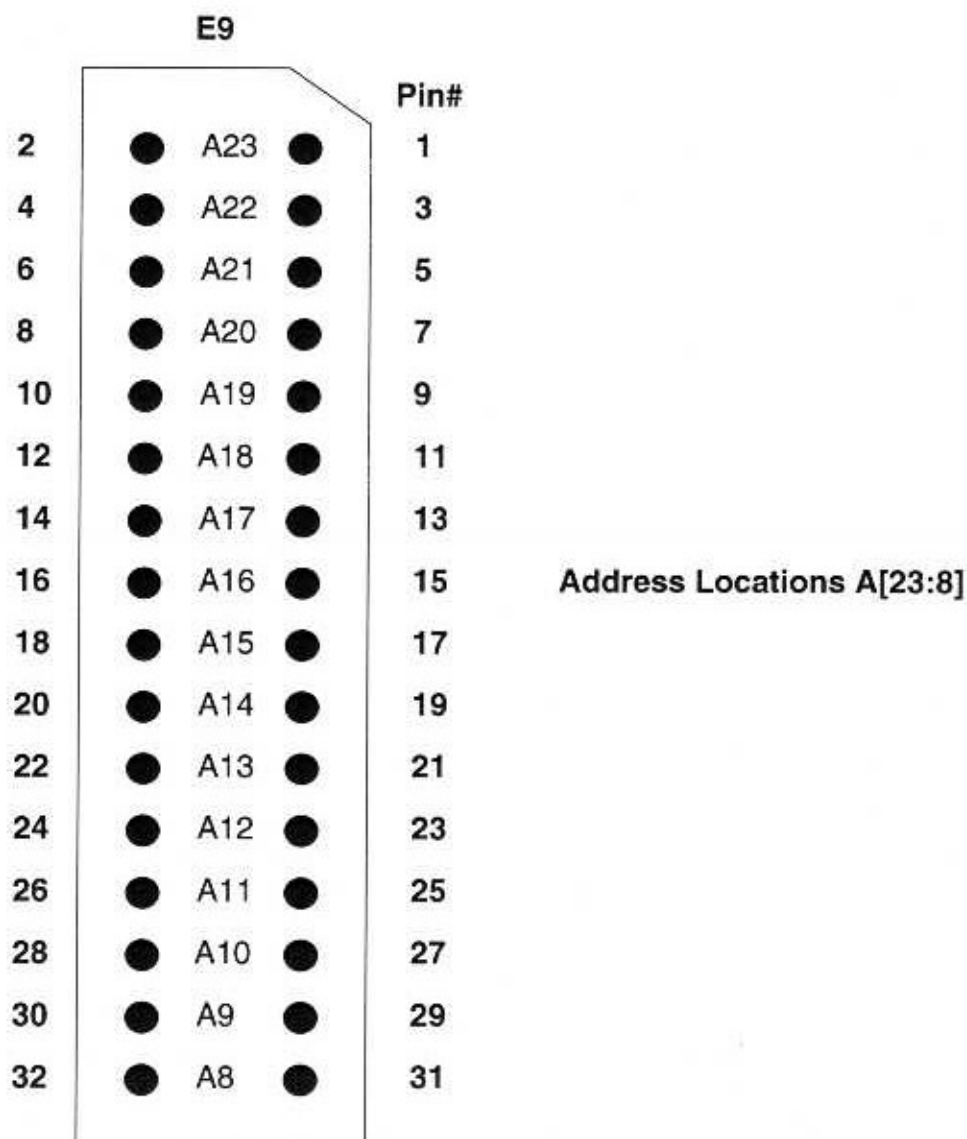 E9
Pin#
2 A23 1
4 A22 3
6 A21 5
8 A20 7
10 A19 9
12 A18 11
14 A17 13
16 A16 15 Address Locations A[23:8]
18 A15 17
20 A14 19
22 A13 21
24 A12 23
26 A11 25
28 A10 27
30 A9 29
32 A8 31